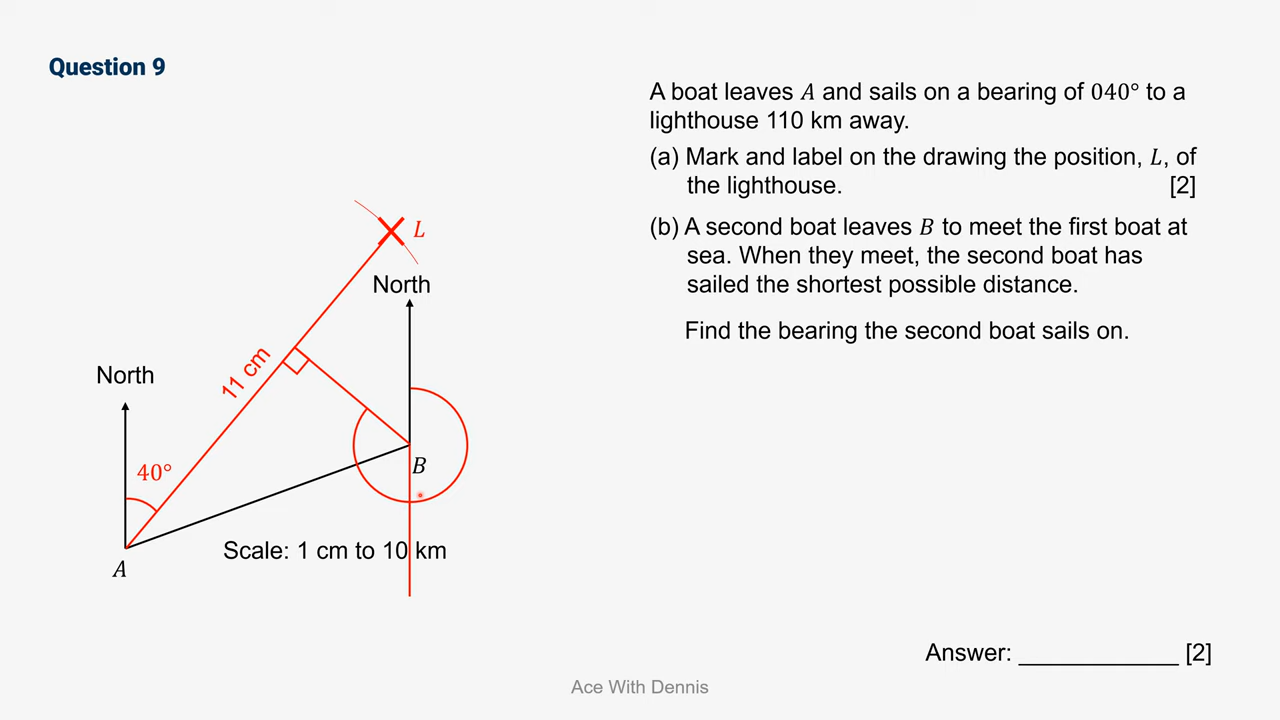 Question 9
A boat leaves A and sails on a bearing of 040° to a
lighthouse 110 km away.
(a) Mark and label on the drawing the position, L, of
the lighthouse. [2]
(b) A second boat leaves B to meet the first boat at
sea. When they meet, the second boat has
sailed the shortest possible distance.
Find the bearing the second boat sails on.
L
North
11 cm
North
40°
B
Scale: 1 cm to 10 km
A
Answer: ____________ [2]
Ace With Dennis